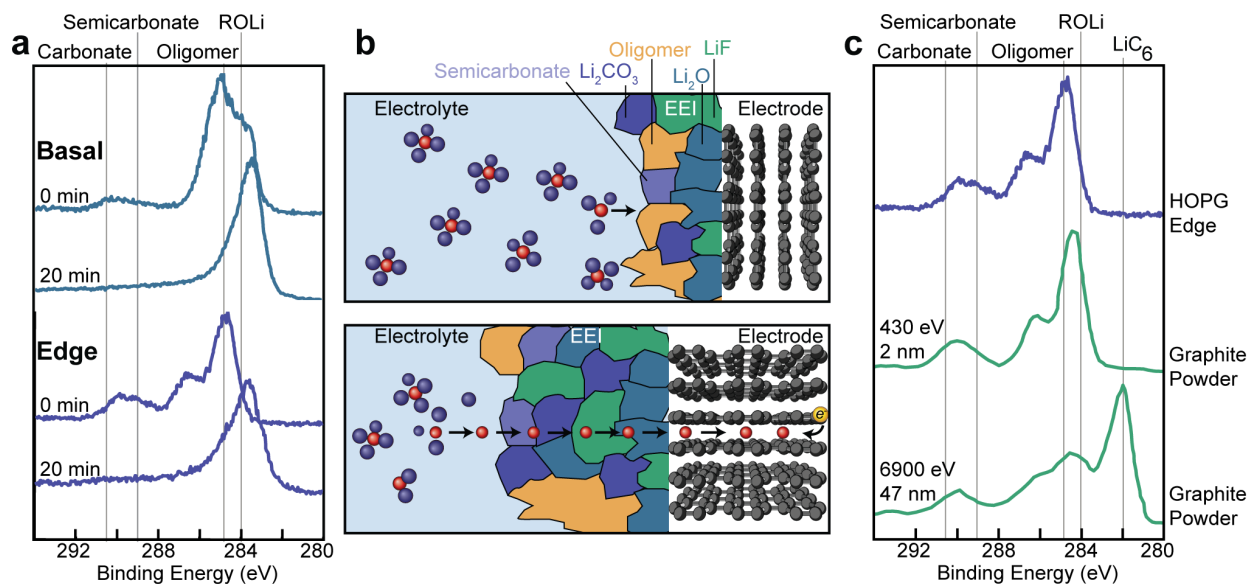 a
Semicarbonate ROLi
Carbonate Oligomer
Basal
0 min
20 min
Edge
0 min
20 min
292 288 284 280
Binding Energy (eV)
b
Oligomer LiF
Semicarbonate Li2CO3 Li2O
Electrolyte EEI Electrode
Electrolyte EEI Electrode
e-
c
Semicarbonate ROLi
Carbonate Oligomer LiC6
HOPG
Edge
430 eV
2 nm
Graphite
Powder
6900 eV
47 nm
Graphite
Powder
292 288 284 280
Binding Energy (eV)